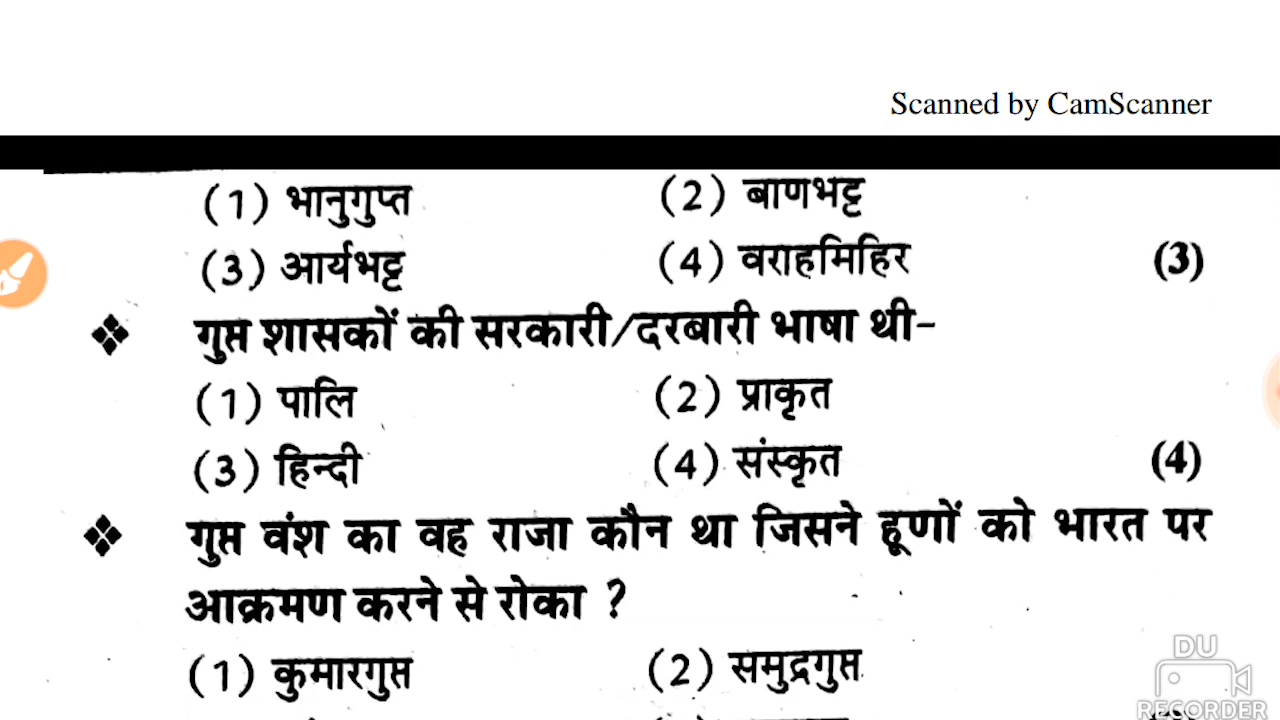 Scanned by CamScanner
(1) भानुगुप्त (2) बाणभट्ट
(3) आर्यभट्ट (4) वराहमिहिर (3)
❖ गुप्त शासकों की सरकारी/दरबारी भाषा थी-
(1) पालि (2) प्राकृत
(3) हिन्दी (4) संस्कृत (4)
❖ गुप्त वंश का वह राजा कौन था जिसने हूणों को भारत पर
आक्रमण करने से रोका ?
(1) कुमारगुप्त (2) समुद्रगुप्त
DU
RECORDER